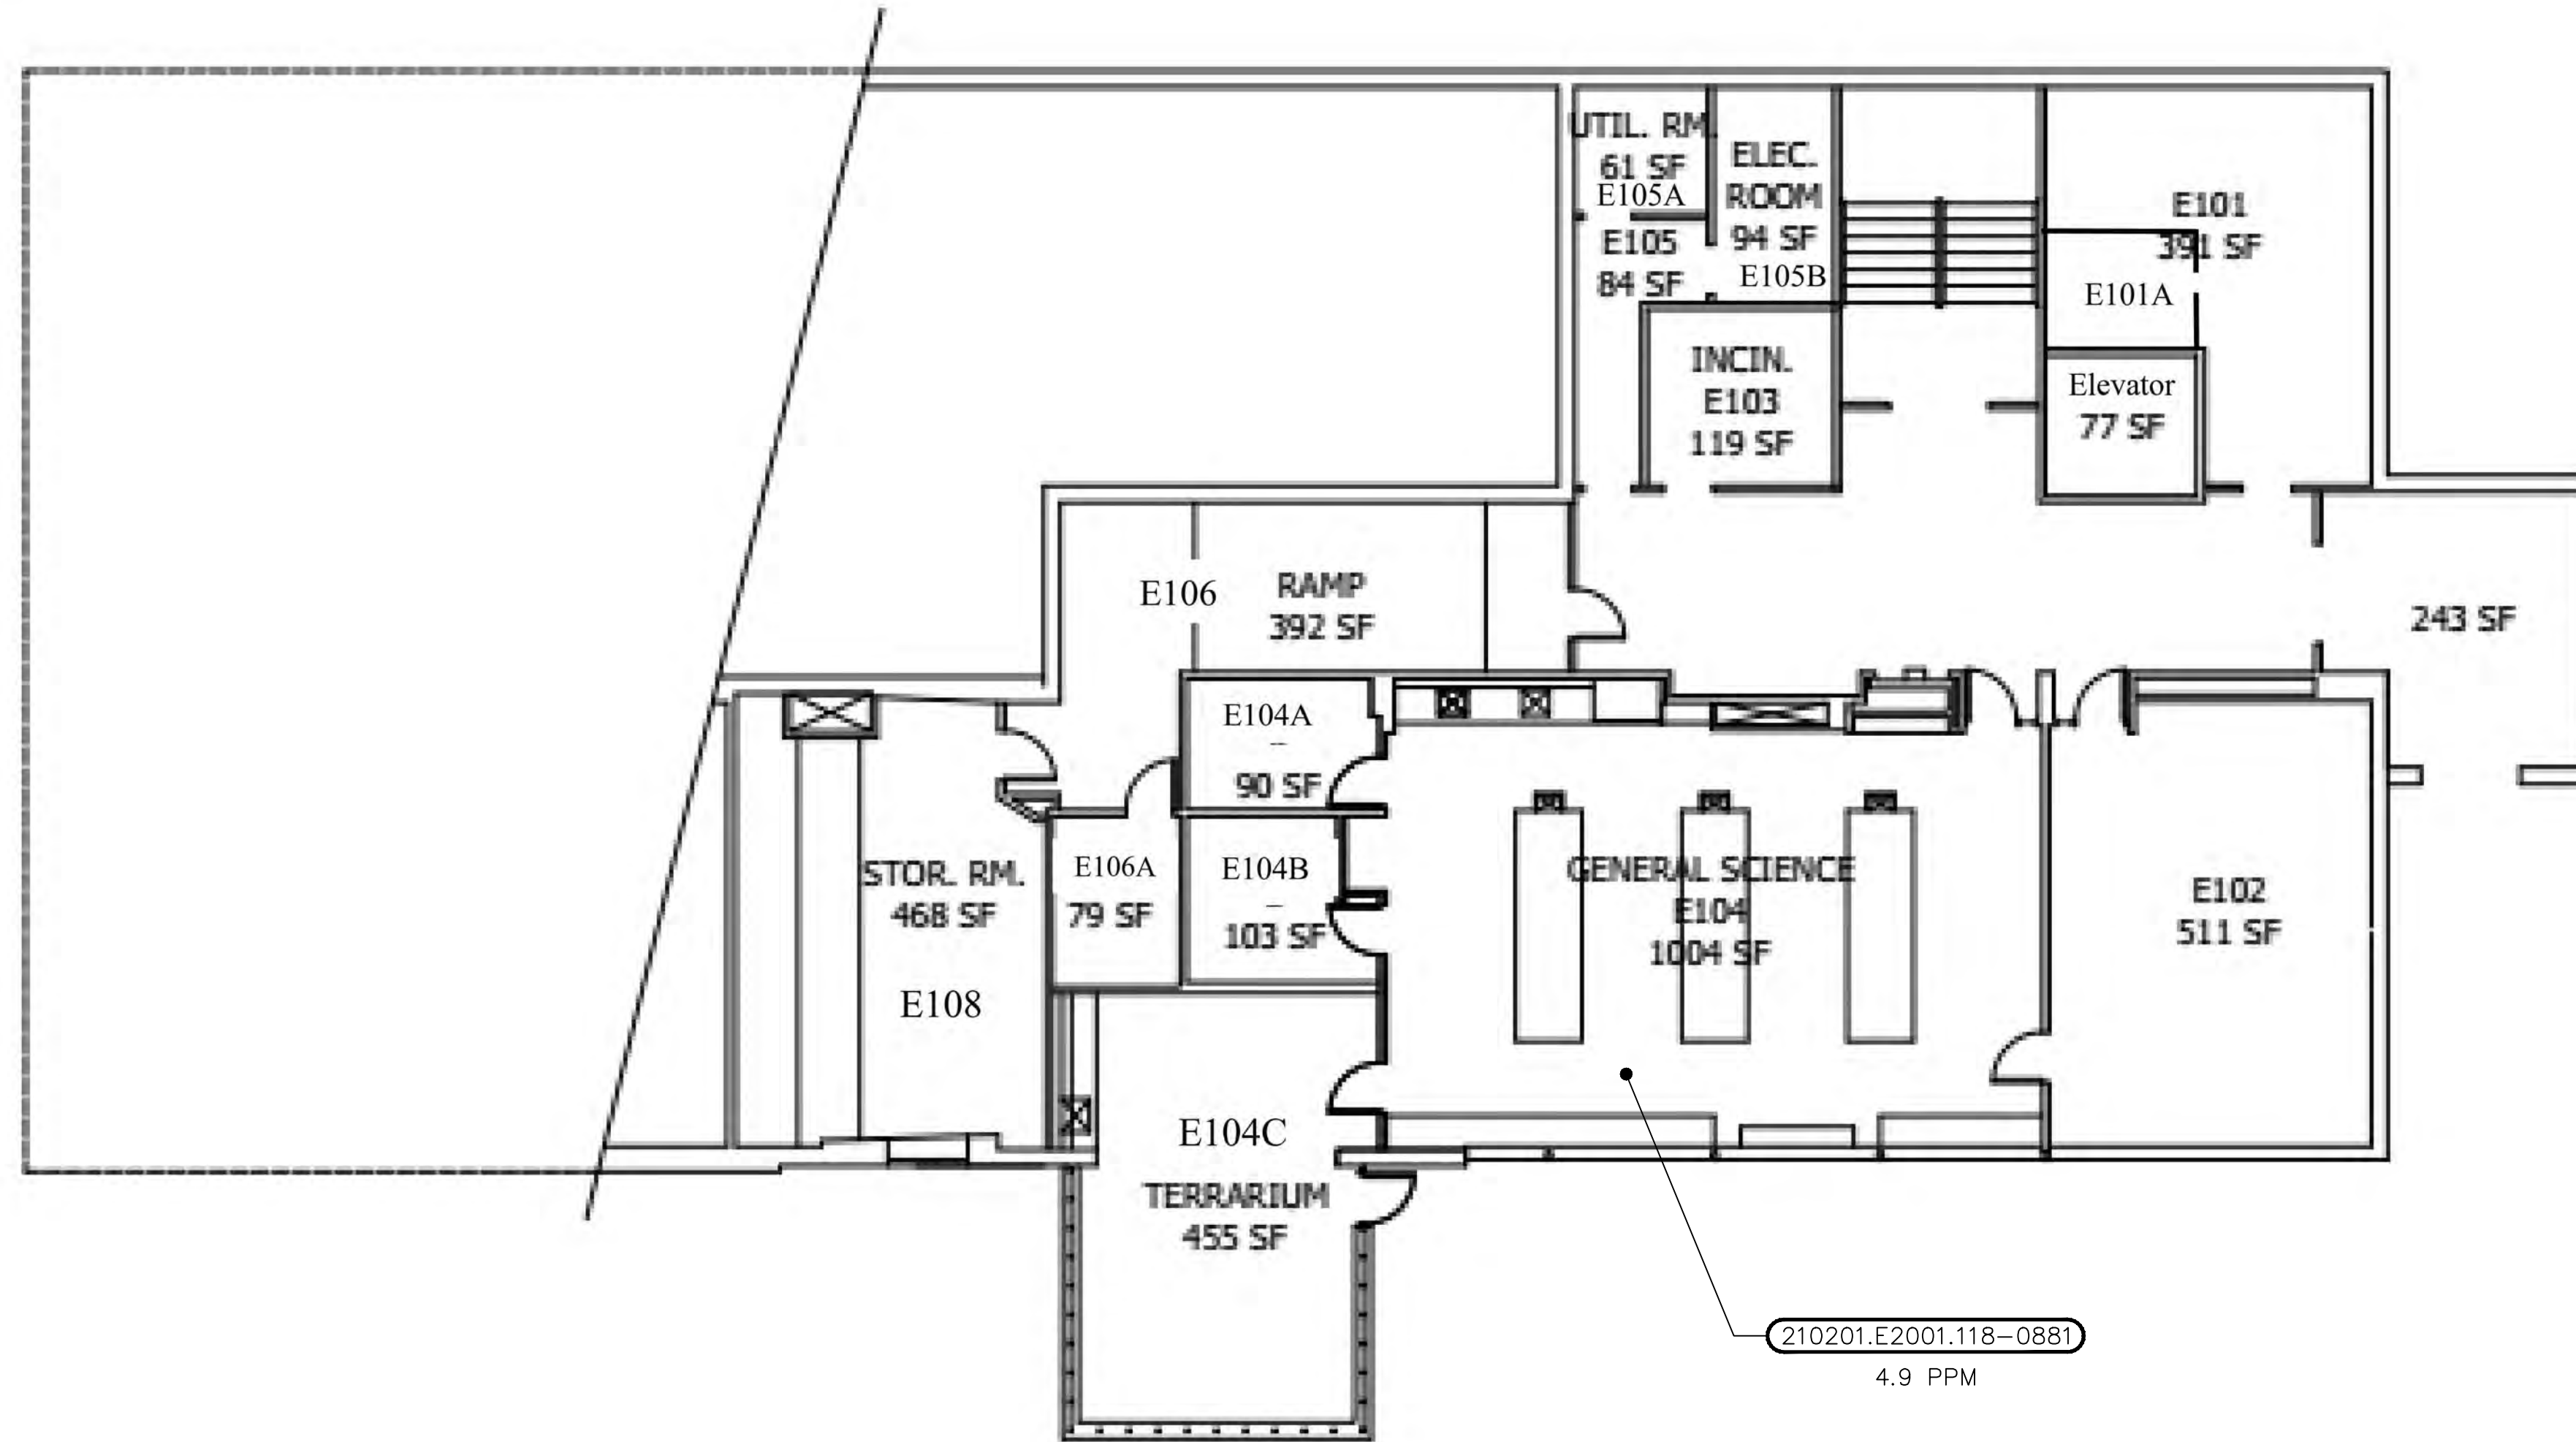 UTIL. RM.
61 SF
E105A
ELEC.
ROOM
94 SF
E105B
E105
84 SF
E101
391 SF
E101A
INCIN.
E103
119 SF
Elevator
77 SF
E106
RAMP
392 SF
243 SF
E104A
–
90 SF
STOR. RM.
468 SF
E108
E106A
79 SF
E104B
–
103 SF
GENERAL SCIENCE
E104
1004 SF
E102
511 SF
E104C
TERRARIUM
455 SF
210201.E2001.118-0881
4.9 PPM